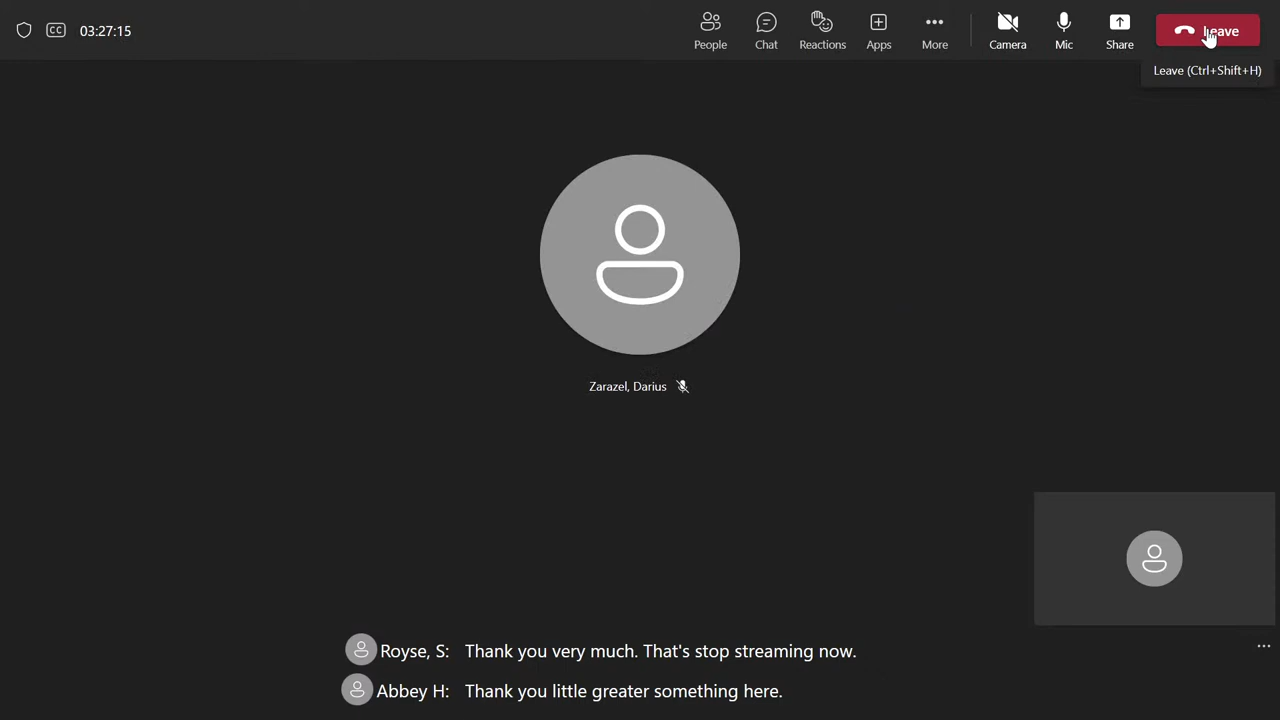 CC 03:27:15 People Chat Reactions Apps More Camera Mic Share Leave
Leave (Ctrl+Shift+H)
Zarazel, Darius
Royse, S: Thank you very much. That's stop streaming now.
Abbey H: Thank you little greater something here.